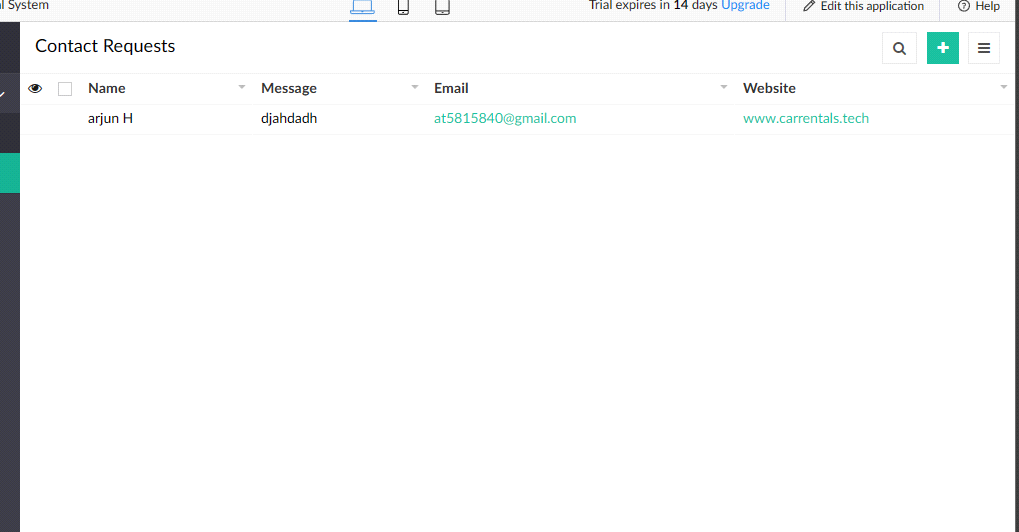 System
Trial expires in 14 days Upgrade
Edit this application
Help
Contact Requests
Name Message Email Website
arjun H djahdadh at5815840@gmail.com www.carrentals.tech